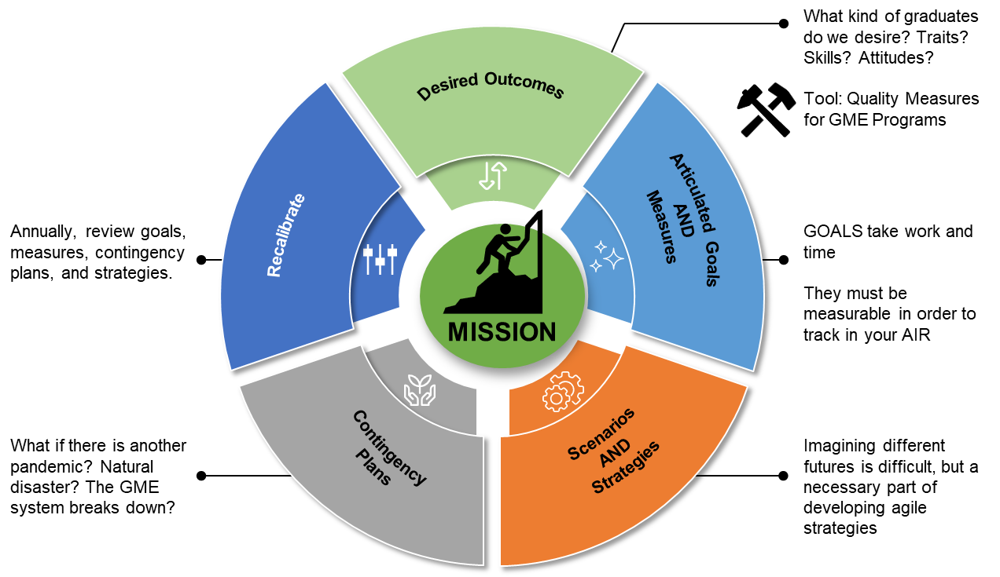 What kind of graduates
do we desire? Traits?
Skills? Attitudes?
Tool: Quality Measures
for GME Programs
Desired Outcomes
Articulated Goals
AND
Measures
GOALS take work and
time
They must be
measurable in order to
track in your AIR
Scenarios
AND
Strategies
Imagining different
futures is difficult, but a
necessary part of
developing agile
strategies
Contingency
Plans
What if there is another
pandemic? Natural
disaster? The GME
system breaks down?
Recalibrate
Annually, review goals,
measures, contingency
plans, and strategies.
MISSION